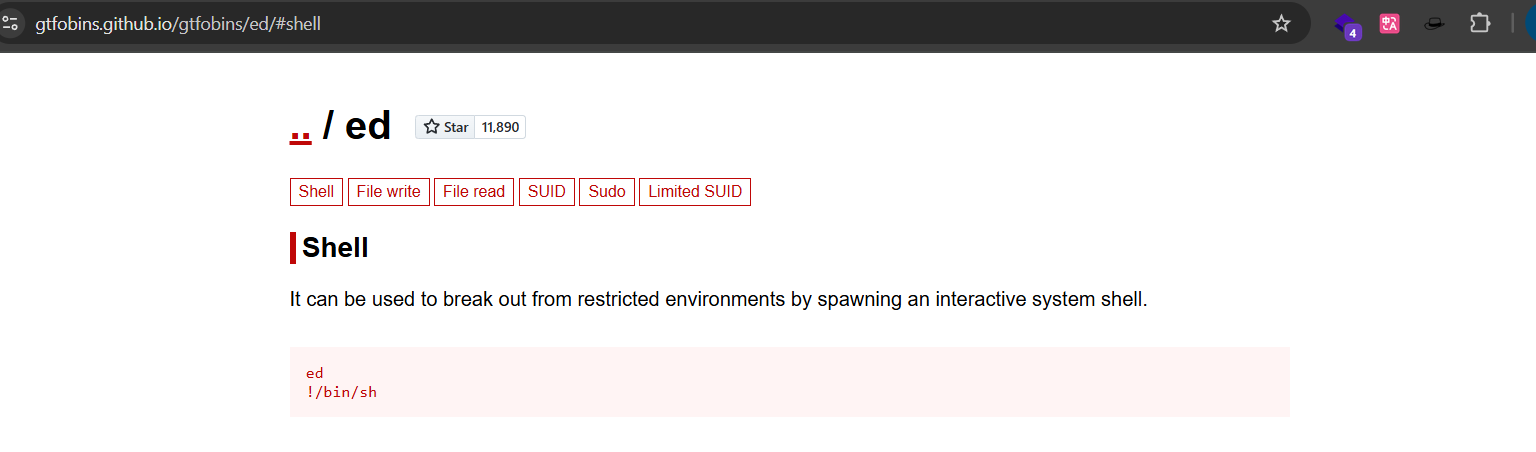 gtfobins.github.io/gtfobins/ed/#shell
4
.. / ed Star 11,890
Shell File write File read SUID Sudo Limited SUID
Shell
It can be used to break out from restricted environments by spawning an interactive system shell.
ed
!/bin/sh